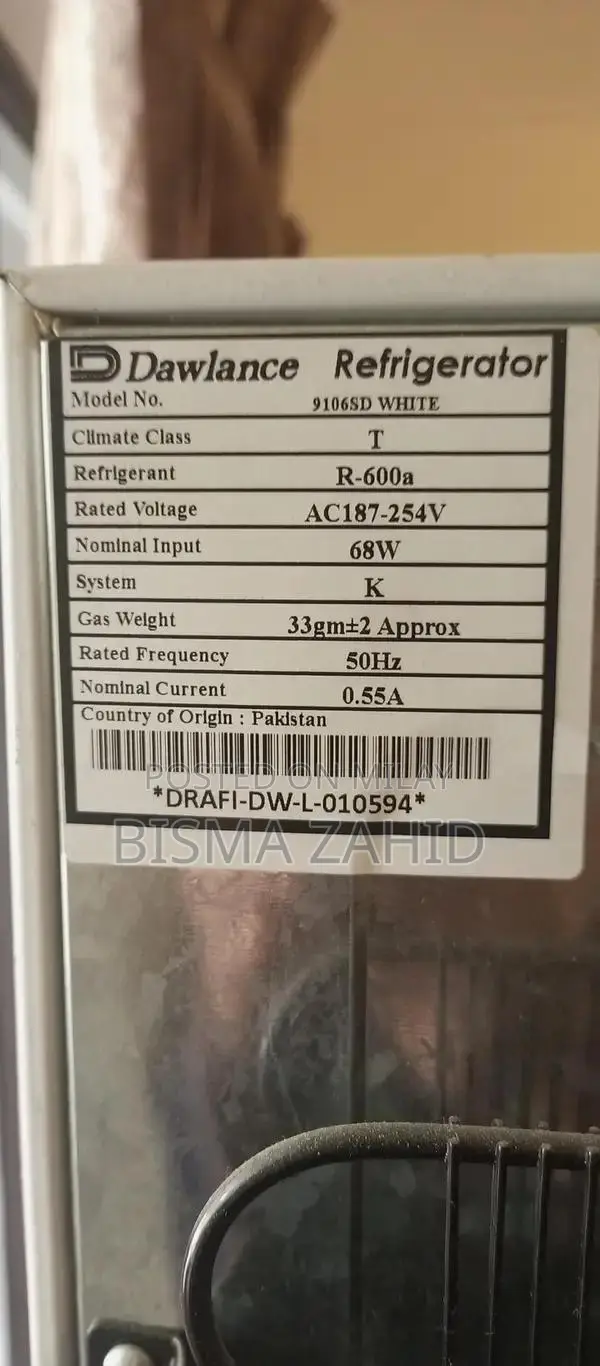 Dawlance Refrigerator
Model No. 9106SD WHITE
Climate Class T
Refrigerant R-600a
Rated Voltage AC187-254V
Nominal Input 68W
System K
Gas Weight 33gm±2 Approx
Rated Frequency 50Hz
Nominal Current 0.55A
Country of Origin : Pakistan
POSTED ON MILAY
*DRAFI-DW-L-010594*
BISMA ZAHID